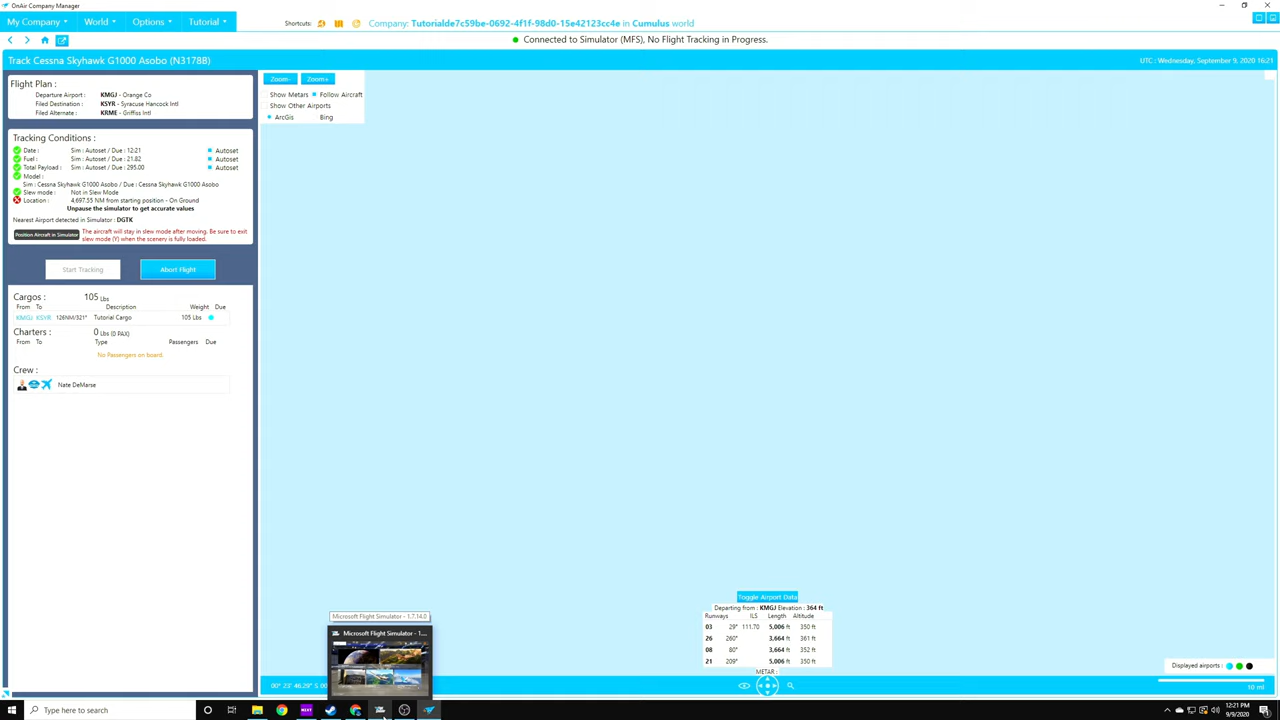 OnAir Company Manager
My Company World Options Tutorial
Shortcuts: Company: Tutorialde7c59be-0692-4f1f-98d0-15e42123cc4e in Cumulus world
Connected to Simulator (MFS), No Flight Tracking in Progress.
Track Cessna Skyhawk G1000 Asobo (N3178B) UTC : Wednesday, September 9, 2020 16:21
Flight Plan :
Departure Airport : KMGJ - Orange Co
Filed Destination : KSYR - Syracuse Hancock Intl
Filed Alternate : KRME - Griffiss Intl
Zoom- Zoom+
Show Metars Follow Aircraft
Show Other Airports
ArcGis Bing
Tracking Conditions :
Date : Sim : Autoset / Due : 12:21 Autoset
Fuel : Sim : Autoset / Due : 21.82 Autoset
Total Payload : Sim : Autoset / Due : 295.00 Autoset
Model :
Sim : Cessna Skyhawk G1000 Asobo / Due : Cessna Skyhawk G1000 Asobo
Slew mode : Not in Slew Mode
Location : 4,697.55 NM from starting position - On Ground
Unpause the simulator to get accurate values
Nearest Airport detected in Simulator : DGTK
Position Aircraft in Simulator The aircraft will stay in slew mode after moving. Be sure to exit
slew mode (Y) when the scenery is fully loaded.
Start Tracking Abort Flight
Cargos : 105 Lbs
From To Description Weight Due
KMGJ KSYR 126NM/321° Tutorial Cargo 105 Lbs
Charters : 0 Lbs (0 PAX)
From To Type Passengers Due
No Passengers on board.
Crew :
Nate DeMarse
Toggle Airport Data
Departing from : KMGJ Elevation : 364 ft
Runways ILS Length Altitude
03 29° 111.70 5,006 ft 350 ft
26 260° 3,664 ft 361 ft
08 80° 3,664 ft 352 ft
21 209° 5,006 ft 350 ft
METAR :
Displayed airports :
10 ml
Microsoft Flight Simulator - 1.7.14.0
Microsoft Flight Simulator - 1....
00° 23' 46.29" S 00
Type here to search
NEXT
12:21 PM
9/9/2020